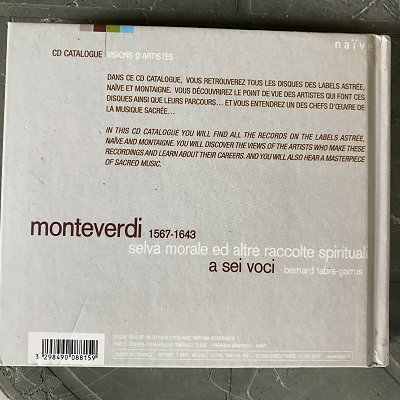 naïve
CD CATALOGUE VISIONS D'ARTISTES
DANS CE CD CATALOGUE, VOUS RETROUVEREZ TOUS LES DISQUES DES LABELS ASTRÉE,
NAÏVE ET MONTAIGNE. VOUS DÉCOUVRIREZ LE POINT DE VUE DES ARTISTES QUI FONT CES
DISQUES AINSI QUE LEURS PARCOURS... ET VOUS ENTENDREZ UN DES CHEFS D'ŒUVRE DE
LA MUSIQUE SACRÉE...
IN THIS CD CATALOGUE YOU WILL FIND ALL THE RECORDS ON THE LABELS ASTRÉE,
NAÏVE AND MONTAIGNE. YOU WILL DISCOVER THE VIEWS OF THE ARTISTS WHO MAKE THESE
RECORDINGS AND LEARN ABOUT THEIR CAREERS. AND YOU WILL ALSO HEAR A MASTERPIECE
OF SACRED MUSIC.
monteverdi 1567-1643
selva morale ed altre raccolte spirituali
a sei voci bernard fabre-garrus
3 298490 088159